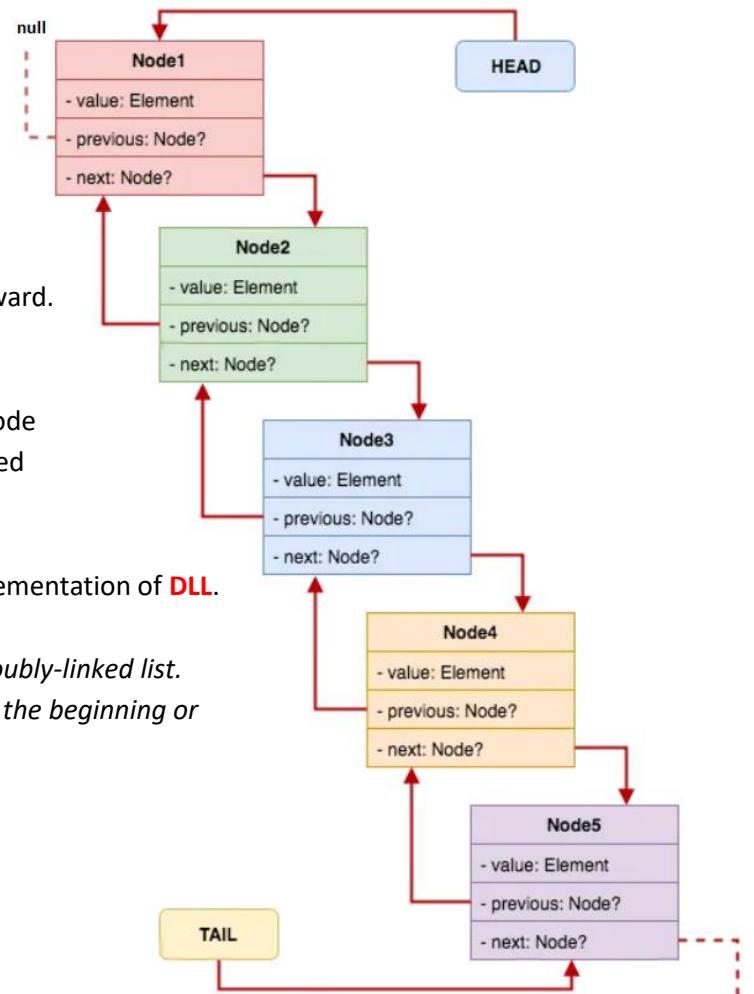 null
Node1
HEAD
- value: Element
- previous: Node?
- next: Node?
Node2
- value: Element
ward.
- previous: Node?
- next: Node?
ode
Node3
ed
- value: Element
- previous: Node?
- next: Node?
ementation of DLL.
Node4
oubly-linked list.
- value: Element
the beginning or
- previous: Node?
- next: Node?
Node5
- value: Element
- previous: Node?
TAIL
- next: Node?